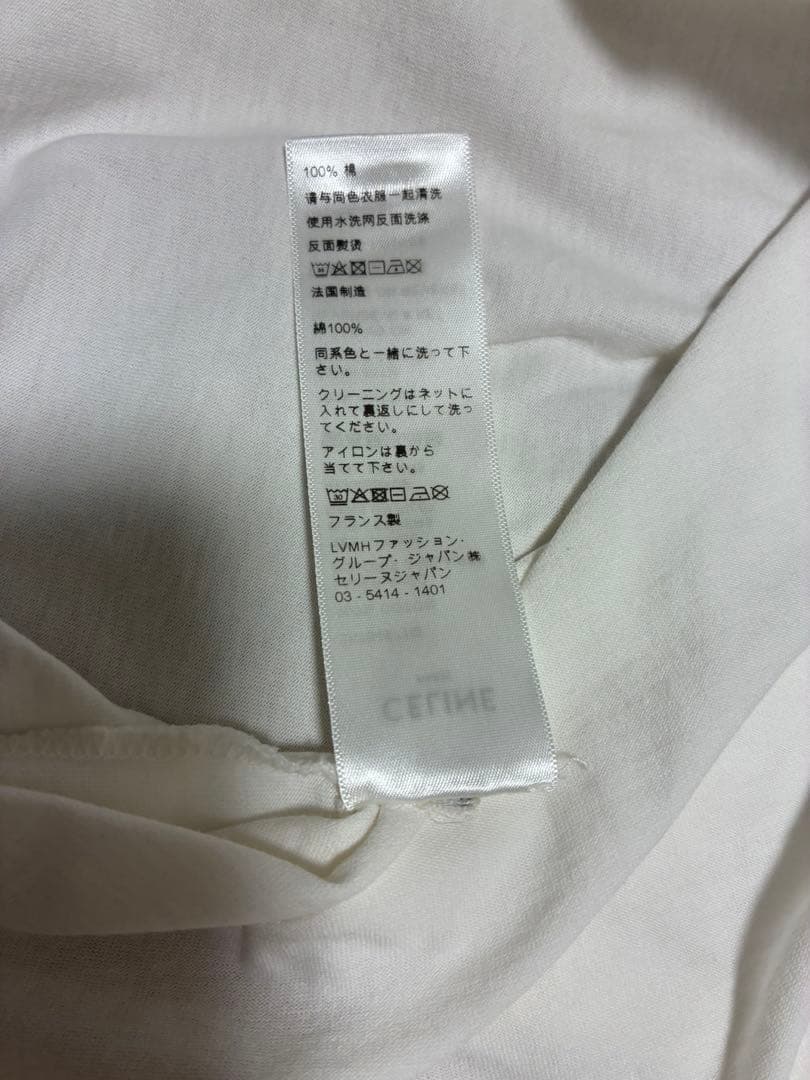 100% 棉
请与同色衣服一起清洗
使用水洗网反面洗涤
反面熨烫
30
法国制造
綿100%
同系色と一緒に洗って下
さい。
クリーニングはネットに
入れて裏返しにして洗っ
てください。
アイロンは裏から
当てて下さい。
30
フランス製
LVMHファッション・
グループ・ジャパン㈱
セリーヌジャパン
03 - 5414 - 1401
CELINE